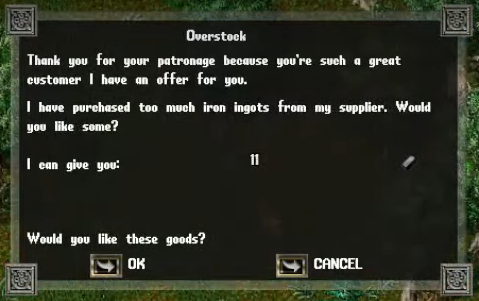 Overstock
Thank you for your patronage because you're such a great
customer I have an offer for you.
I have purchased too much iron ingots from my supplier. Would
you like some?
I can give you: 11
Would you like these goods?
OK CANCEL